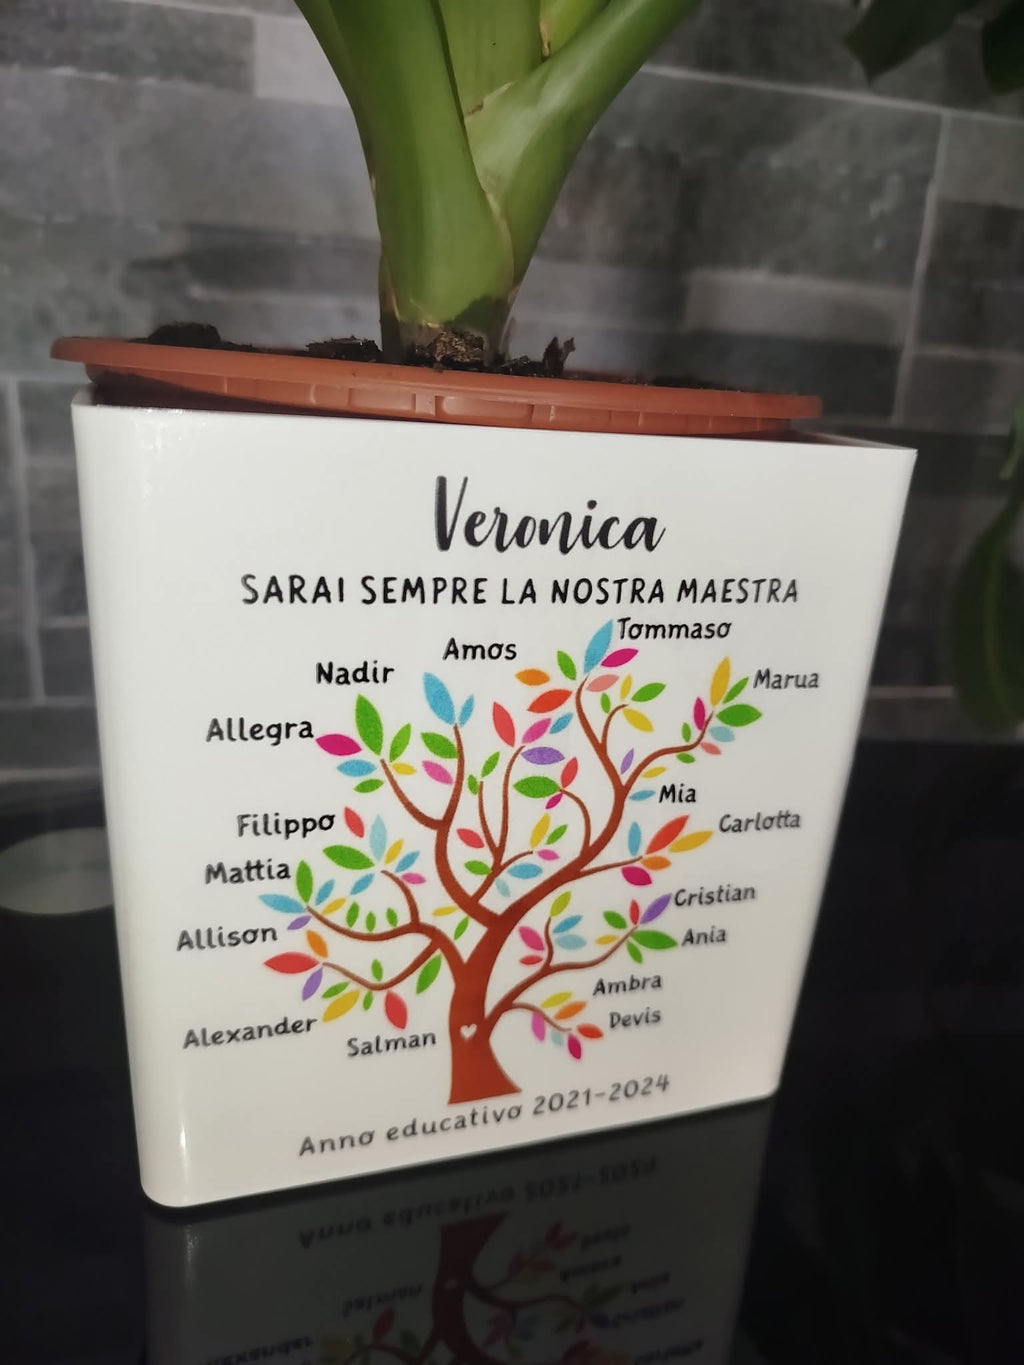 Veronica
SARAI SEMPRE LA NOSTRA MAESTRA
Tommaso
Amos
Nadir
Marua
Allegra
Mia
Filippo
Carlotta
Mattia
Cristian
Allison
Ania
Ambra
Devis
Alexander
Salman
Anno educativo 2021-2024